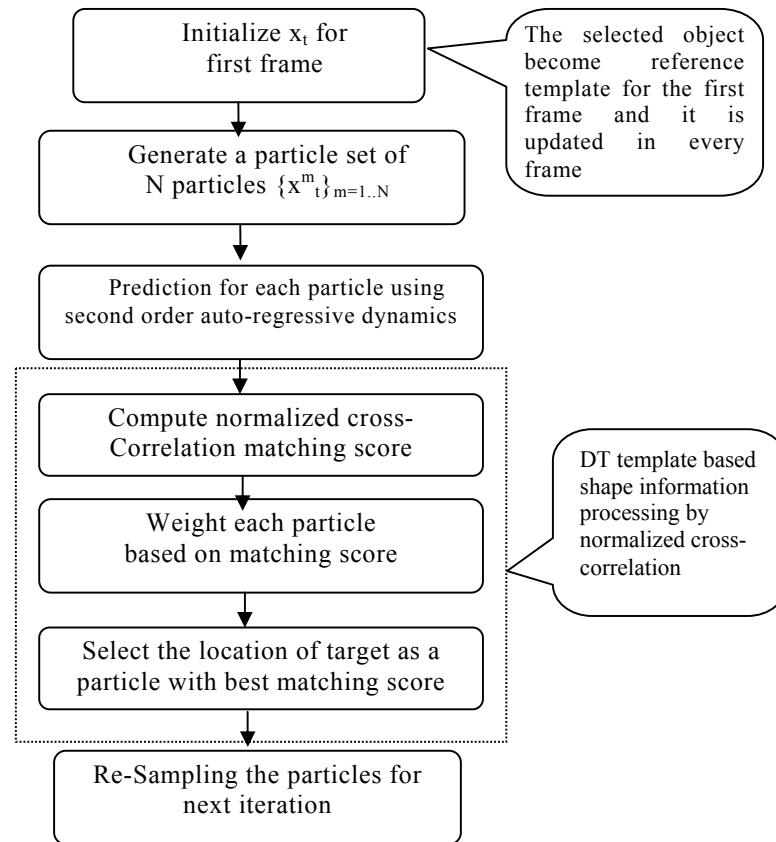 Initialize xₜ for
first frame
The selected object
become reference
template for the first
frame and it is
updated in every
frame
Generate a particle set of
N particles {xᵐₜ}ₘ₌₁..N
Prediction for each particle using
second order auto-regressive dynamics
Compute normalized cross-
Correlation matching score
DT template based
shape information
processing by
normalized cross-
correlation
Weight each particle
based on matching score
Select the location of target as a
particle with best matching score
Re-Sampling the particles for
next iteration